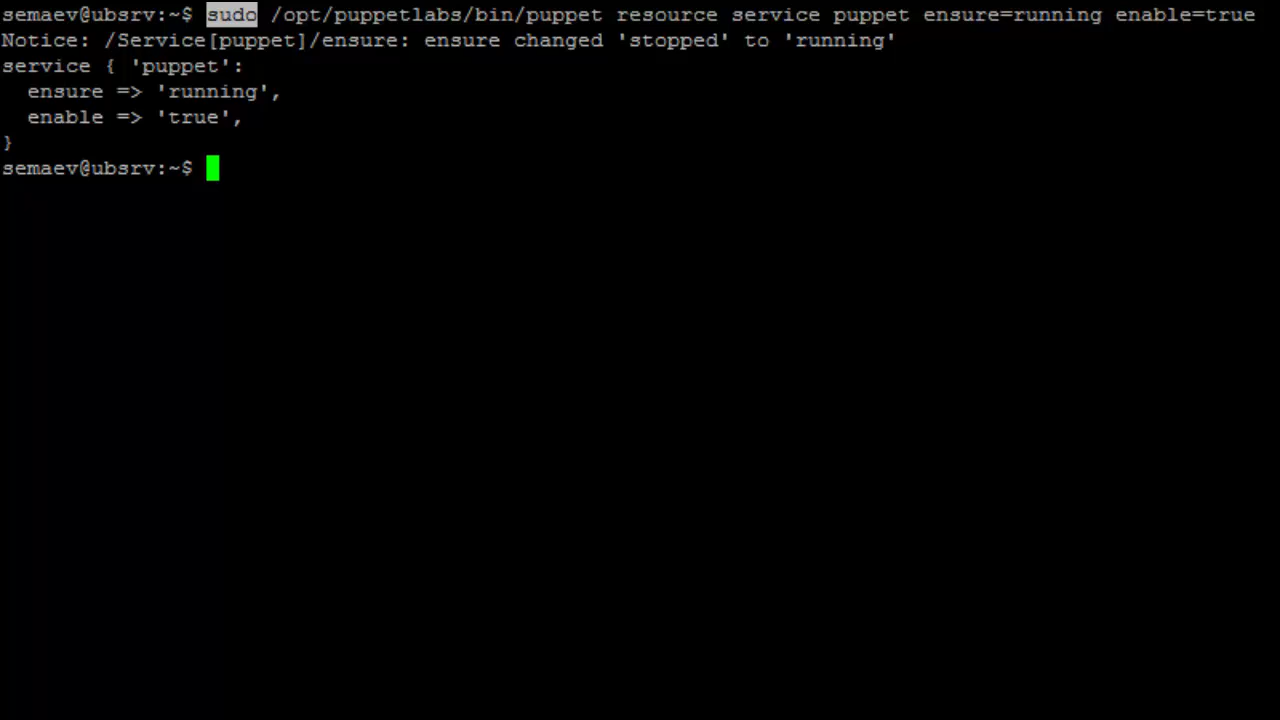 semaev@ubsrv:~$ sudo /opt/puppetlabs/bin/puppet resource service puppet ensure=running enable=true
Notice: /Service[puppet]/ensure: ensure changed 'stopped' to 'running'
service { 'puppet':
  ensure => 'running',
  enable => 'true',
}
semaev@ubsrv:~$